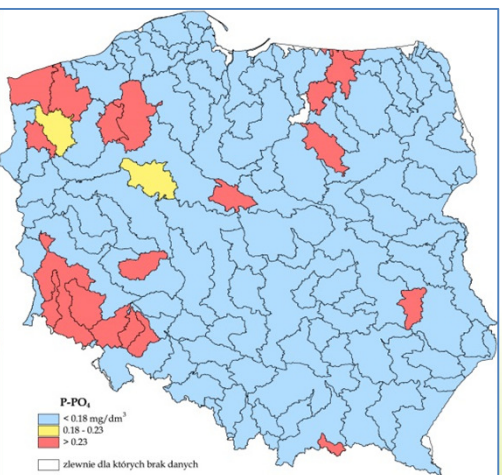 P-PO₄
< 0.18 mg/dm³
0.18 - 0.23
> 0.23
zlewnie dla których brak danych